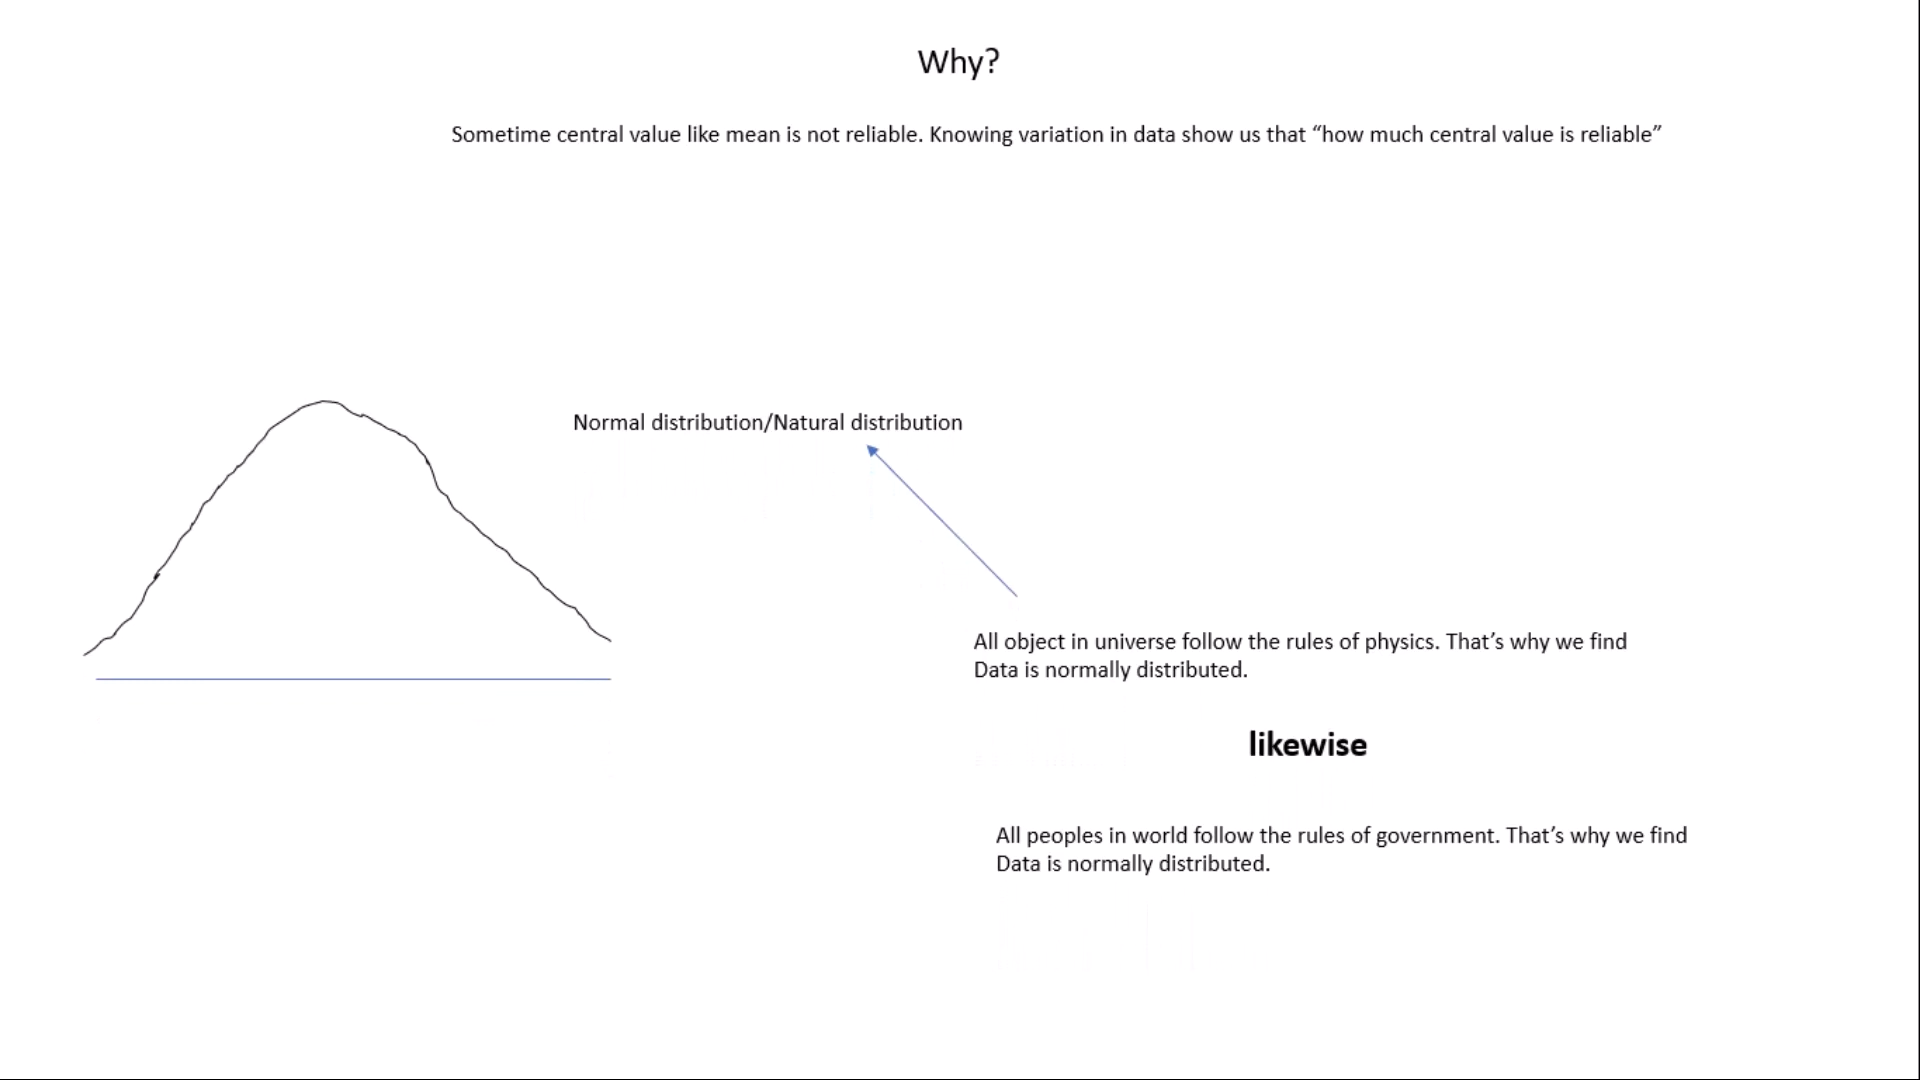 Why?
Sometime central value like mean is not reliable. Knowing variation in data show us that “how much central value is reliable”
Normal distribution/Natural distribution
All object in universe follow the rules of physics. That’s why we find
Data is normally distributed.
likewise
All peoples in world follow the rules of government. That’s why we find
Data is normally distributed.